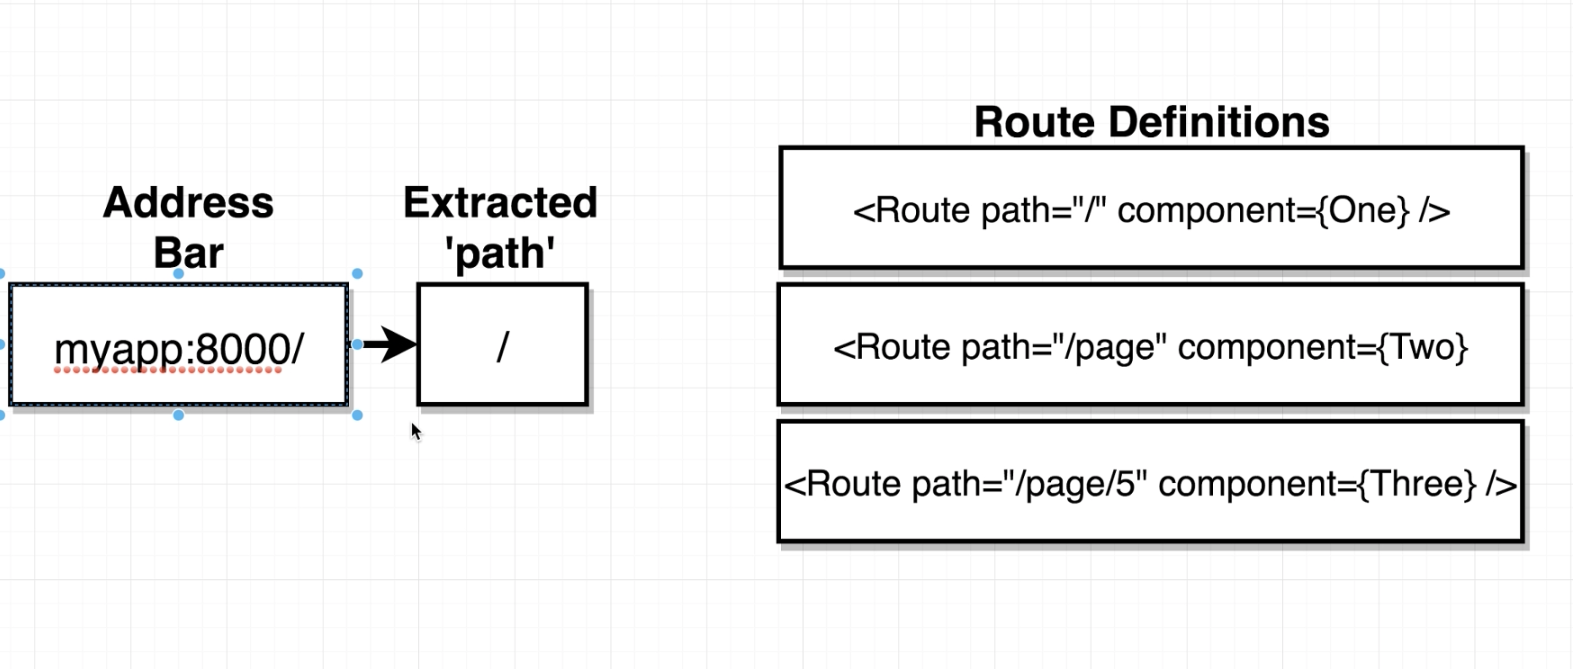 Address
Bar
myapp:8000/
Extracted
'path'
/
Route Definitions
<Route path="/" component={One} />
<Route path="/page" component={Two}
<Route path="/page/5" component={Three} />